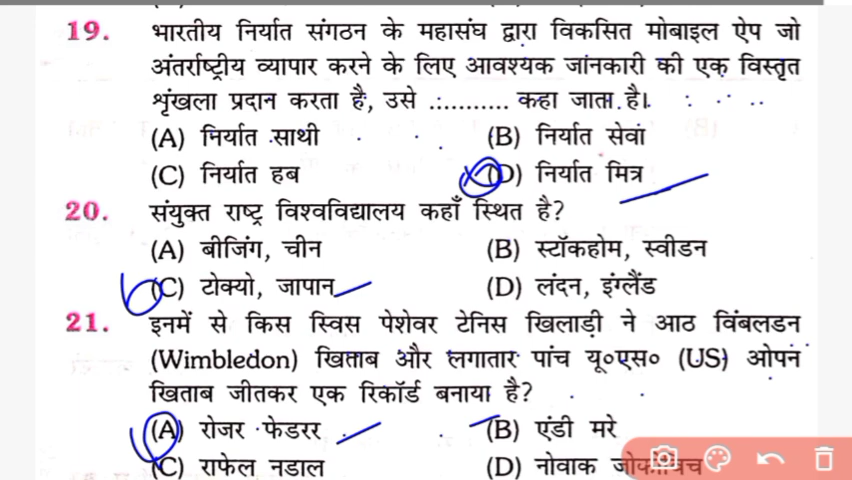 19. भारतीय निर्यात संगठन के महासंघ द्वारा विकसित मोबाइल ऐप जो
अंतर्राष्ट्रीय व्यापार करने के लिए आवश्यक जानकारी की एक विस्तृत
शृंखला प्रदान करता है, उसे ........... कहा जाता है।
(A) निर्यात साथी (B) निर्यात सेवा
(C) निर्यात हब (D) निर्यात मित्र
20. संयुक्त राष्ट्र विश्वविद्यालय कहाँ स्थित है?
(A) बीजिंग, चीन (B) स्टॉकहोम, स्वीडन
(C) टोक्यो, जापान (D) लंदन, इंग्लैंड
21. इनमें से किस स्विस पेशेवर टेनिस खिलाड़ी ने आठ विंबलडन
(Wimbledon) खिताब और लगातार पांच यू०एस० (US) ओपन
खिताब जीतकर एक रिकॉर्ड बनाया है?
(A) रोजर फेडरर (B) एंडी मरे
(C) राफेल नडाल (D) नोवाक